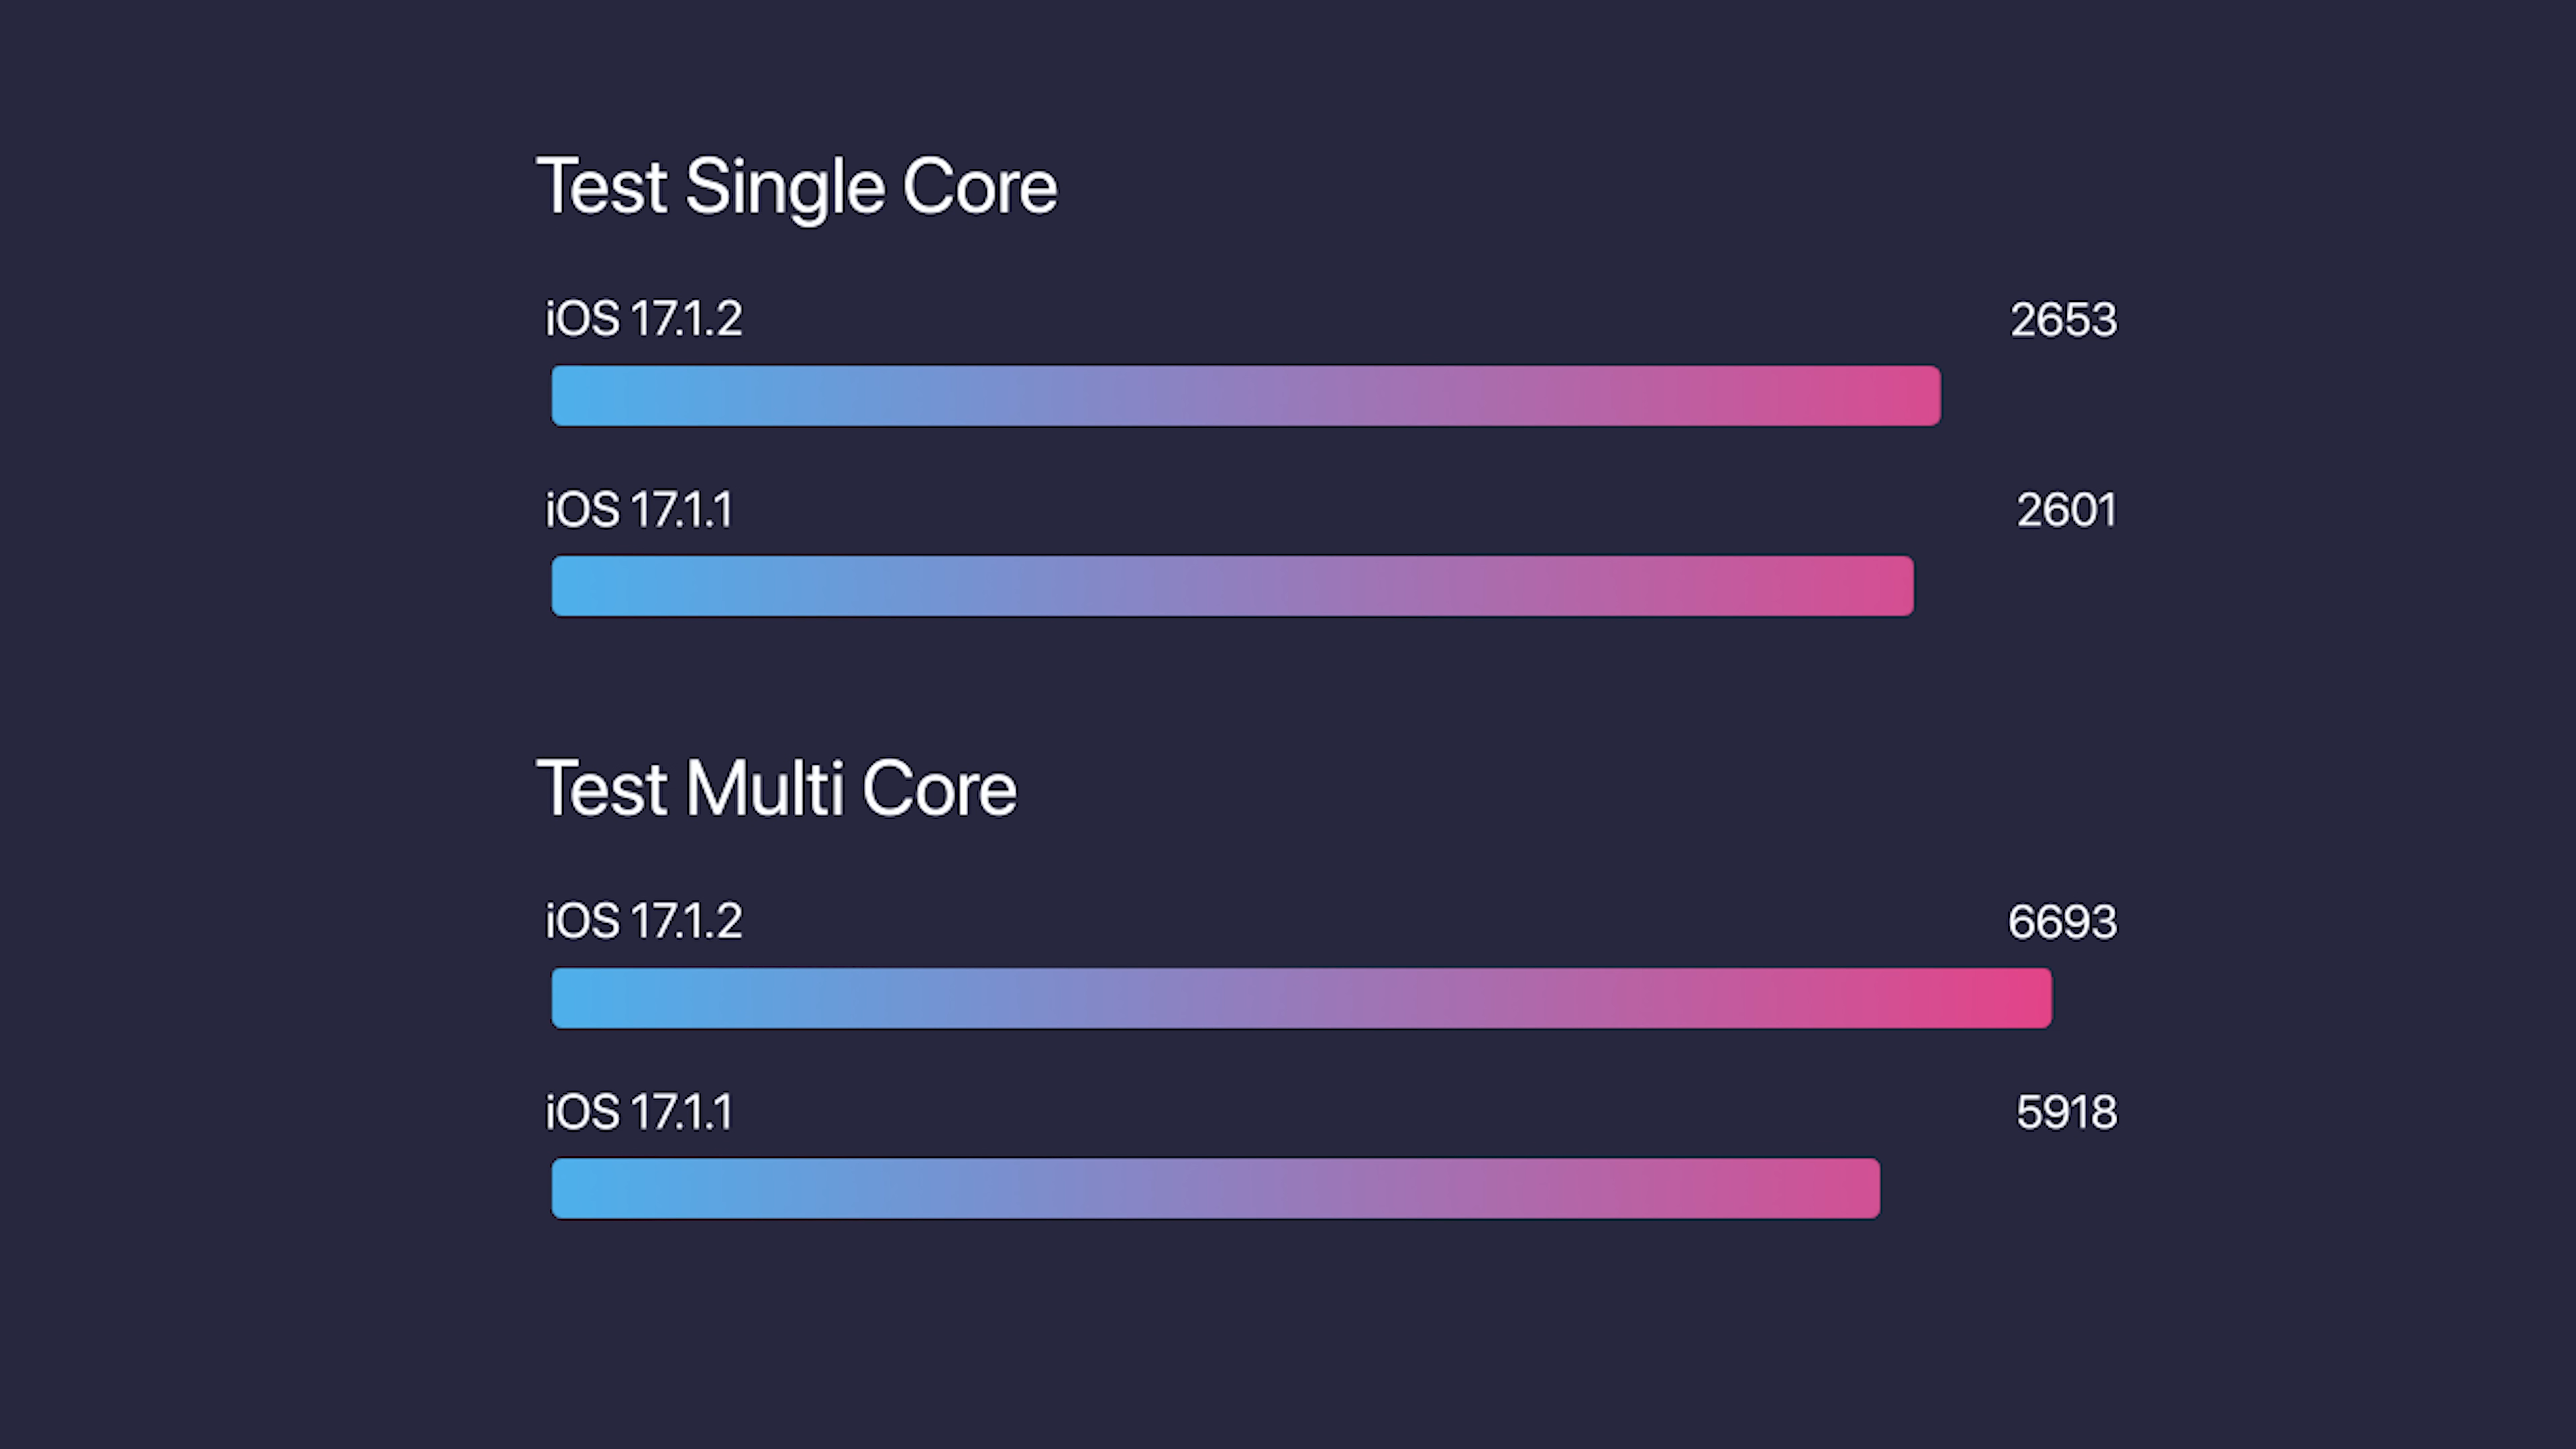 Test Single Core
iOS 17.1.2 2653
iOS 17.1.1 2601
Test Multi Core
iOS 17.1.2 6693
iOS 17.1.1 5918